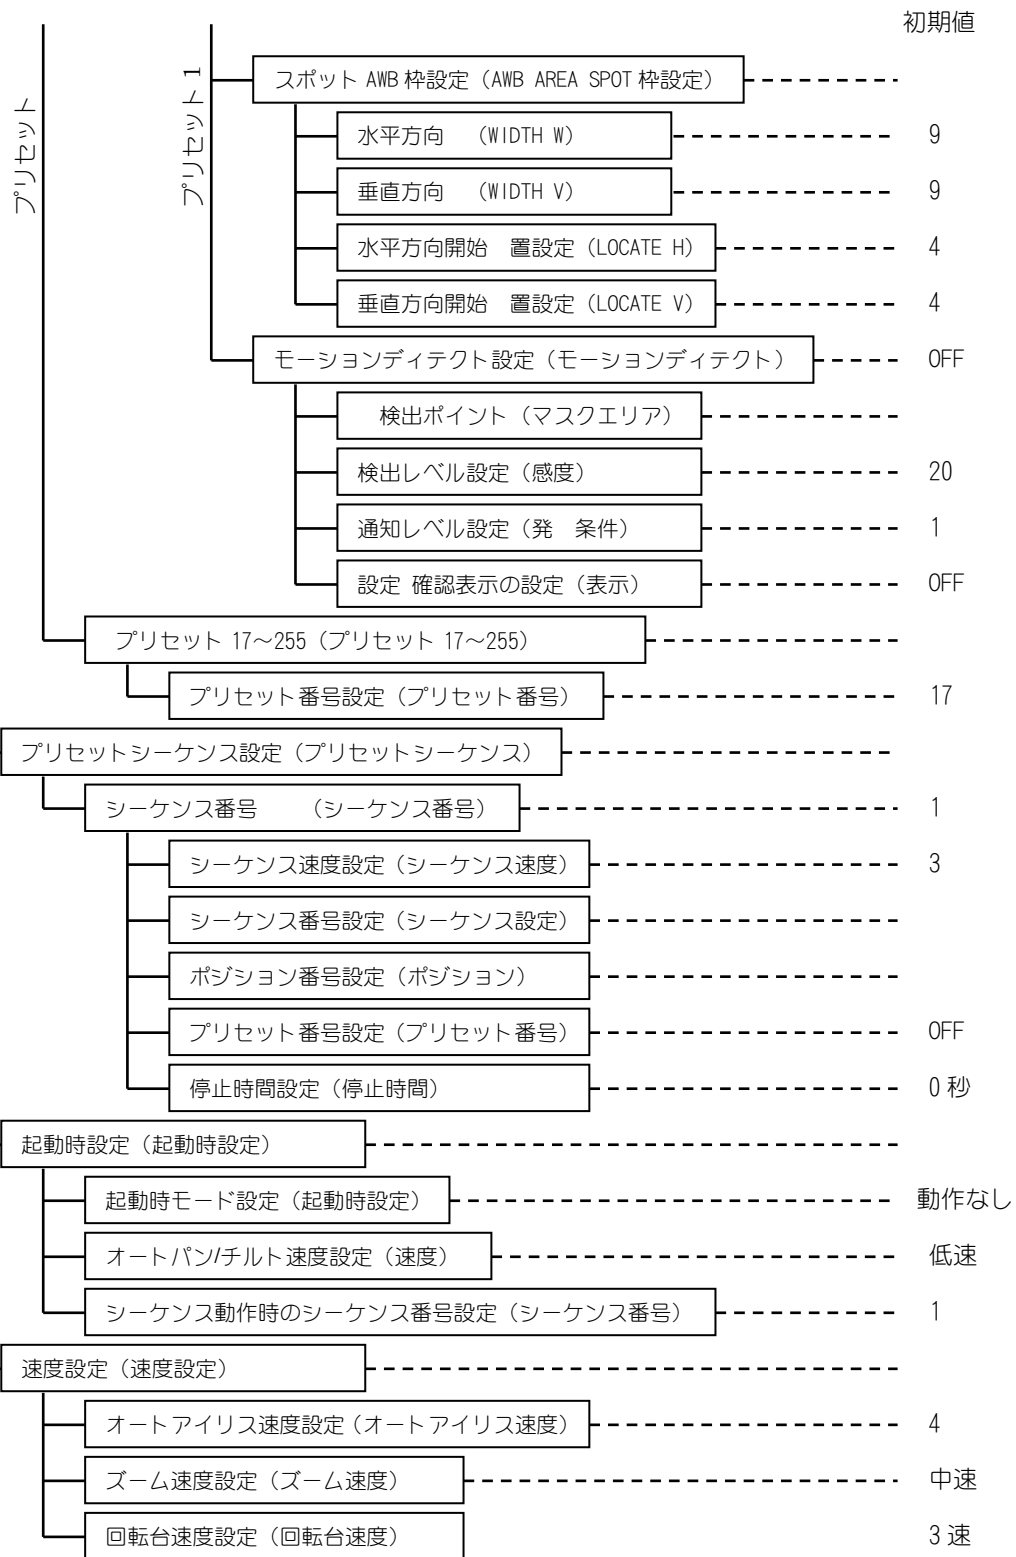 初期値
プリセット
プリセット 1
スポット AWB 枠設定（AWB AREA SPOT 枠設定）
水平方向　（WIDTH W） 9
垂直方向　（WIDTH V） 9
水平方向開始　置設定（LOCATE H） 4
垂直方向開始　置設定（LOCATE V） 4
モーションディテクト設定（モーションディテクト） OFF
検出ポイント（マスクエリア）
検出レベル設定（感度） 20
通知レベル設定（発　条件） 1
設定 確認表示の設定（表示） OFF
プリセット 17～255（プリセット 17～255）
プリセット番号設定（プリセット番号） 17
プリセットシーケンス設定（プリセットシーケンス）
シーケンス番号　　（シーケンス番号） 1
シーケンス速度設定（シーケンス速度） 3
シーケンス番号設定（シーケンス設定）
ポジション番号設定（ポジション）
プリセット番号設定（プリセット番号） OFF
停止時間設定（停止時間） 0 秒
起動時設定（起動時設定）
起動時モード設定（起動時設定） 動作なし
オートパン/チルト速度設定（速度） 低速
シーケンス動作時のシーケンス番号設定（シーケンス番号） 1
速度設定（速度設定）
オートアイリス速度設定（オートアイリス速度） 4
ズーム速度設定（ズーム速度） 中速
回転台速度設定（回転台速度） 3 速